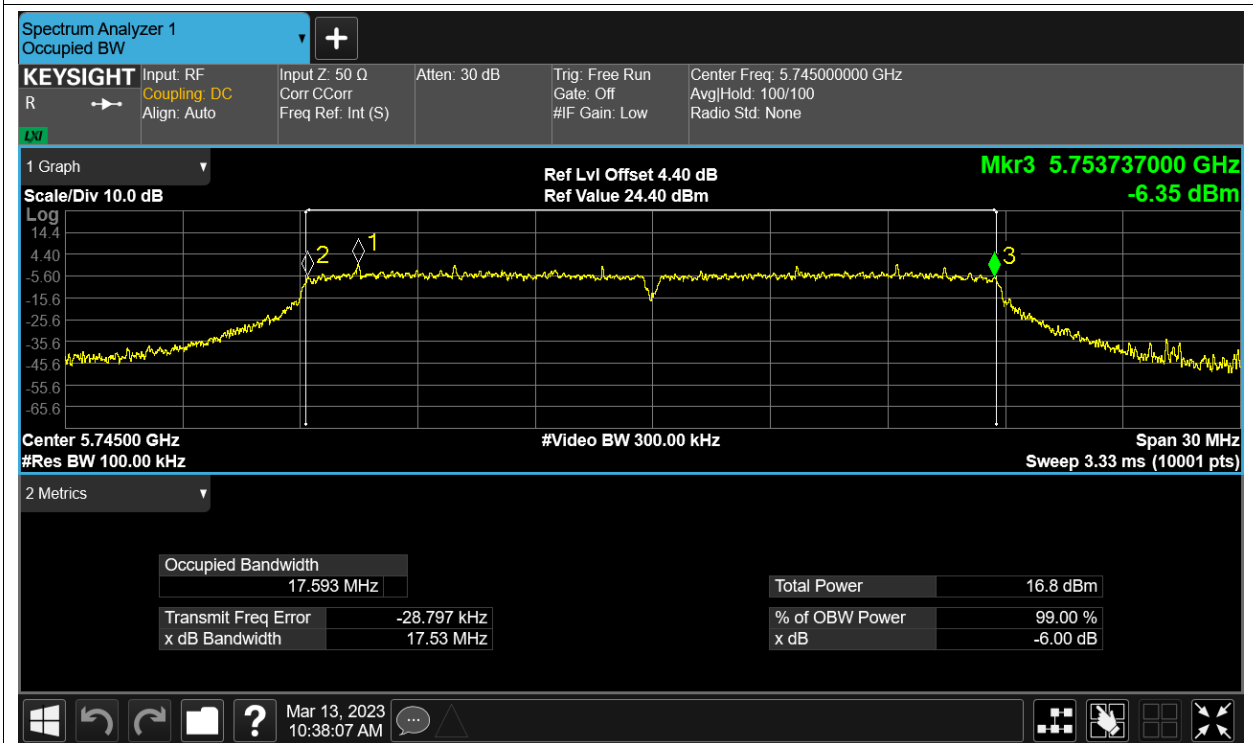 Spectrum Analyzer 1
Occupied BW
KEYSIGHT
R
LXI
Input: RF
Coupling: DC
Align: Auto
Input Z: 50 Ω
Corr CCorr
Freq Ref: Int (S)
Atten: 30 dB
Trig: Free Run
Gate: Off
#IF Gain: Low
Center Freq: 5.745000000 GHz
Avg|Hold: 100/100
Radio Std: None
1 Graph
Scale/Div 10.0 dB
Ref Lvl Offset 4.40 dB
Ref Value 24.40 dBm
Mkr3 5.753737000 GHz
-6.35 dBm
Log
14.4
4.40
-5.60
-15.6
-25.6
-35.6
-45.6
-55.6
-65.6
2
1
3
Center 5.74500 GHz
#Res BW 100.00 kHz
#Video BW 300.00 kHz
Span 30 MHz
Sweep 3.33 ms (10001 pts)
2 Metrics
Occupied Bandwidth
17.593 MHz
Transmit Freq Error -28.797 kHz
x dB Bandwidth 17.53 MHz
Total Power 16.8 dBm
% of OBW Power 99.00 %
x dB -6.00 dB
?
Mar 13, 2023
10:38:07 AM